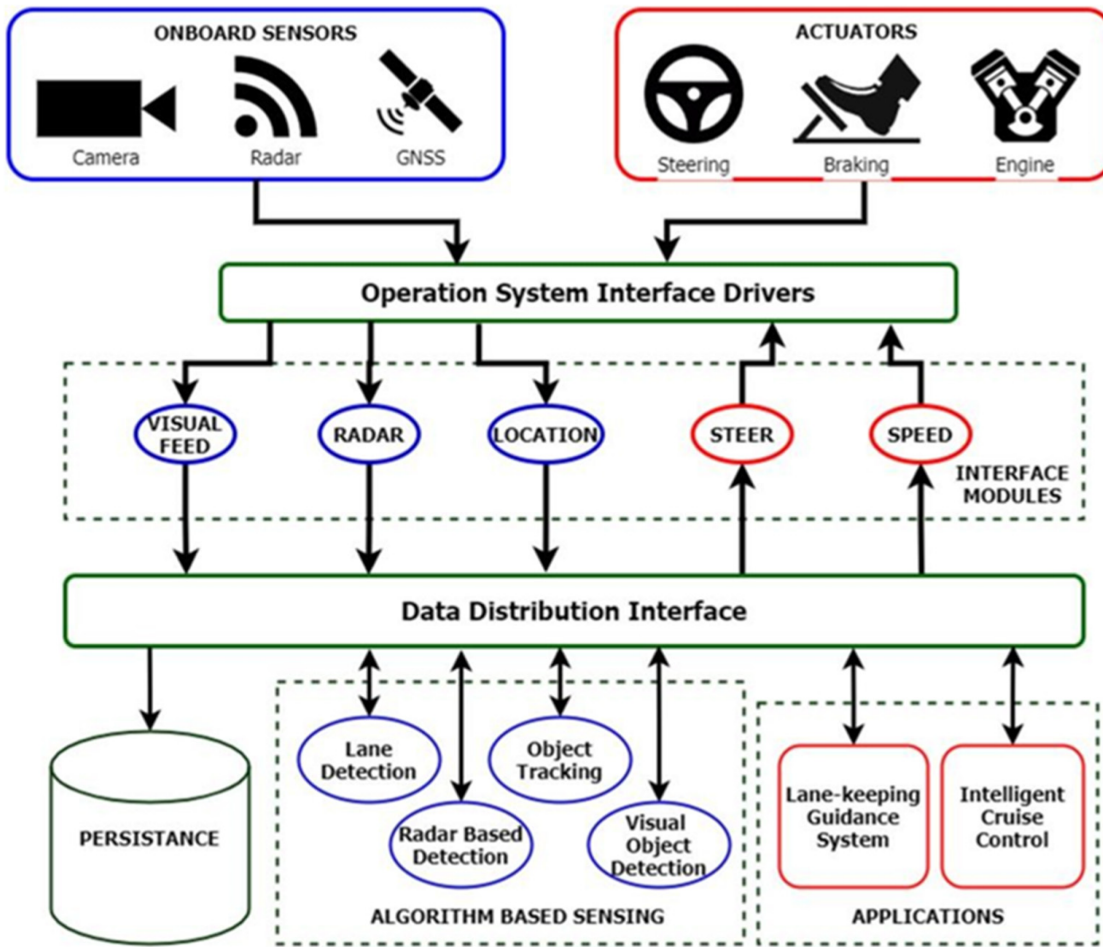 ONBOARD SENSORS
Camera
Radar
GNSS
ACTUATORS
Steering
Braking
Engine
Operation System Interface Drivers
VISUAL
FEED
RADAR
LOCATION
STEER
SPEED
INTERFACE
MODULES
Data Distribution Interface
PERSISTANCE
Lane
Detection
Radar Based
Detection
Object
Tracking
Visual
Object
Detection
ALGORITHM BASED SENSING
Lane-keeping
Guidance
System
Intelligent
Cruise
Control
APPLICATIONS